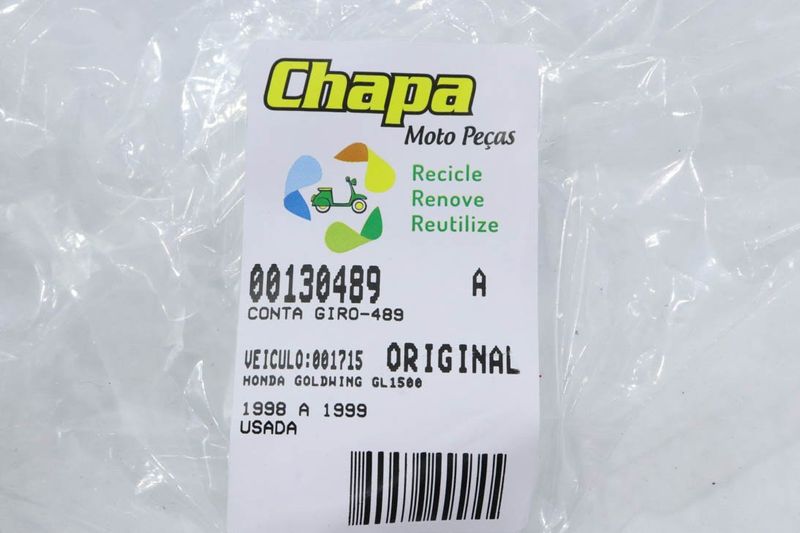 Chapa
Moto Peças
Recicle
Renove
Reutilize
00130489 A
CONTA GIRO-489
VEICULO:001715 ORIGINAL
HONDA GOLDWING GL1500
1998 A 1999
USADA